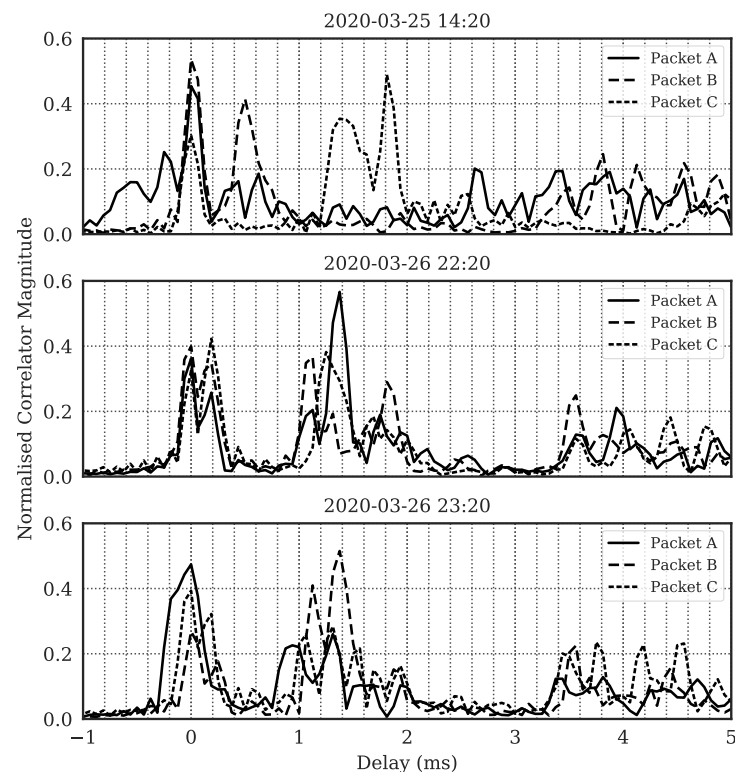 2020-03-25 14:20
0.6
0.4
0.2
0.0
Packet A
Packet B
Packet C
2020-03-26 22:20
0.6
0.4
0.2
0.0
Packet A
Packet B
Packet C
2020-03-26 23:20
0.6
0.4
0.2
0.0
Packet A
Packet B
Packet C
Normalised Correlator Magnitude
−1 0 1 2 3 4 5
Delay (ms)